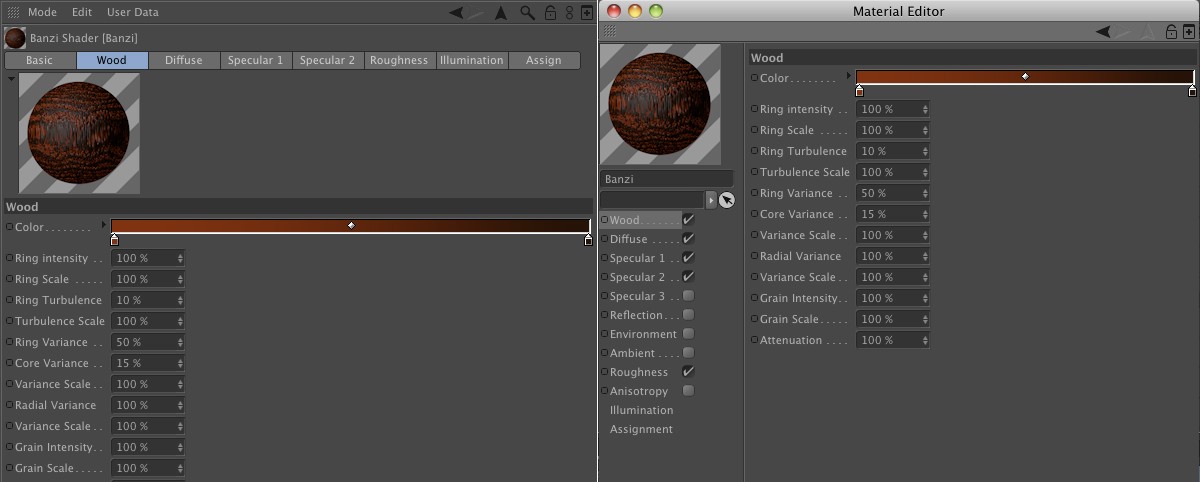 Mode Edit User Data
Banzi Shader [Banzi]
Basic Wood Diffuse Specular 1 Specular 2 Roughness Illumination Assign
Wood
Color........
Ring intensity .. 100 %
Ring Scale ..... 100 %
Ring Turbulence 10 %
Turbulence Scale 100 %
Ring Variance .. 50 %
Core Variance .. 15 %
Variance Scale .. 100 %
Radial Variance 100 %
Variance Scale .. 100 %
Grain Intensity.. 100 %
Grain Scale..... 100 %
Material Editor
Banzi
Wood.......
Diffuse .....
Specular 1 ..
Specular 2 ..
Specular 3 ..
Reflection...
Environment
Ambient ....
Roughness
Anisotropy
Illumination
Assignment
Wood
Color........
Ring intensity .. 100 %
Ring Scale ..... 100 %
Ring Turbulence 10 %
Turbulence Scale 100 %
Ring Variance .. 50 %
Core Variance .. 15 %
Variance Scale .. 100 %
Radial Variance 100 %
Variance Scale .. 100 %
Grain Intensity.. 100 %
Grain Scale..... 100 %
Attenuation .... 100 %